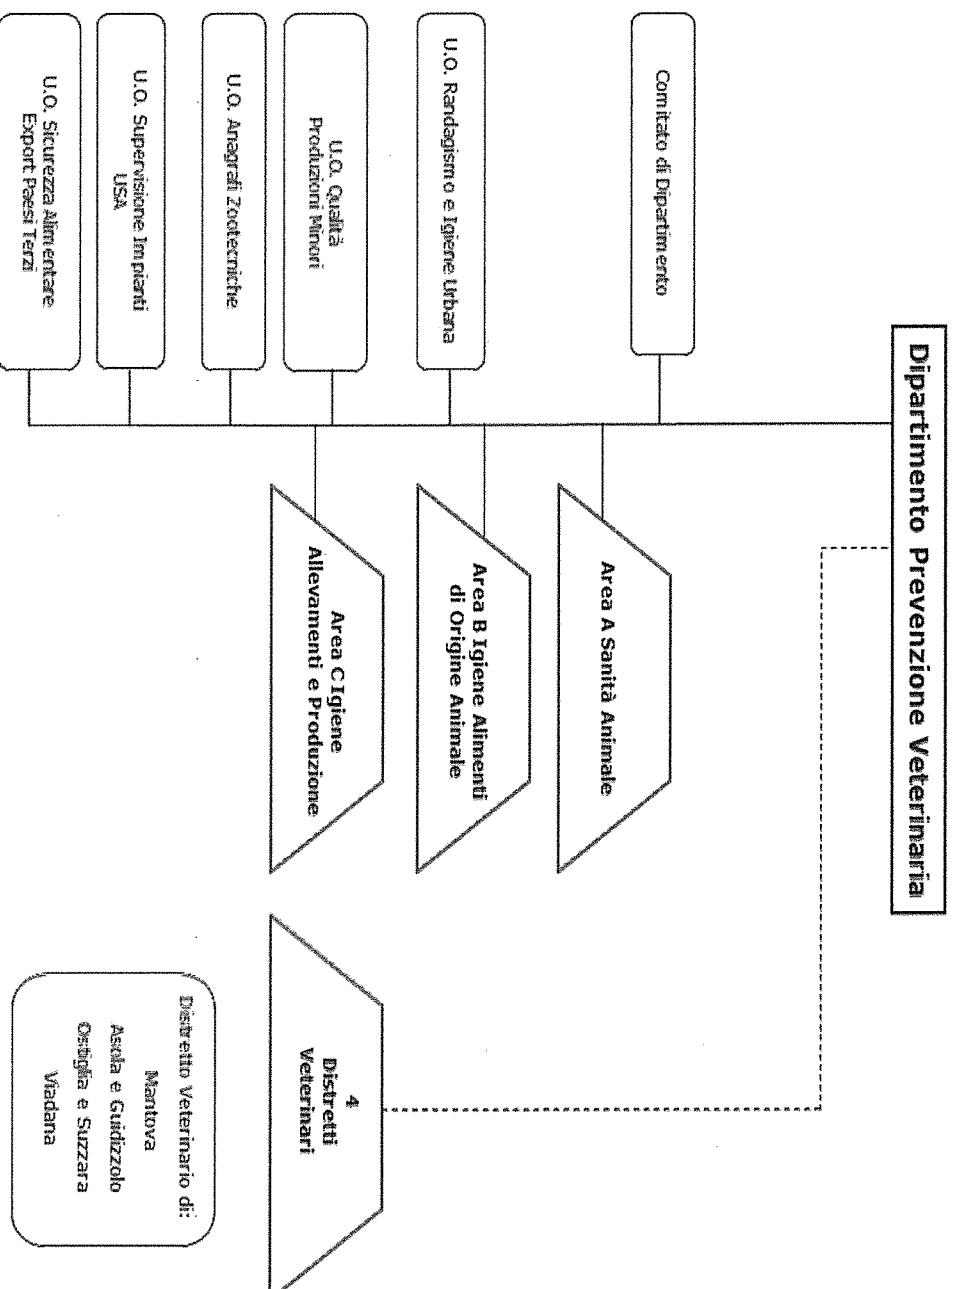 Dipartimento Prevenzione Veterinaria
Comitato di Dipartimento
Area A Sanità Animale
U.O. Randagismo e Igiene Urbana
Area B Igiene Alimenti
di Origine Animale
U.O. Qualità
Produzioni Minori
Area C Igiene
Allevamenti e Produzione
4
Distretti
Veterinari
U.O. Anagrafi Zootecniche
U.O. Supervisione Impianti
USA
U.O. Sicurezza Alimentare
Export Paesi Terzi
Distretto Veterinario di:
Mantova
Asola e Guidizzolo
Ostiglia e Suzzara
Viadana